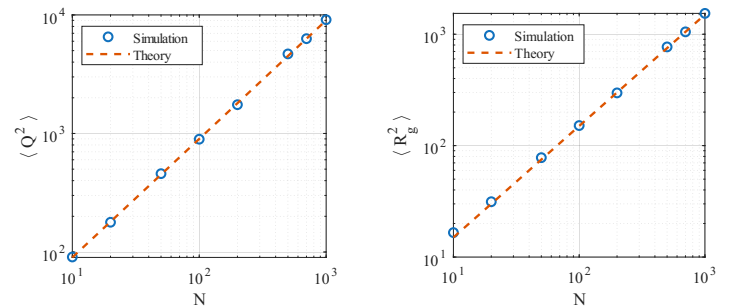 10^4
10^3
10^2
⟨ Q^2 ⟩
Simulation
Theory
10^1
10^2
10^3
N
10^3
10^2
10^1
⟨ R_g^2 ⟩
Simulation
Theory
10^1
10^2
10^3
N